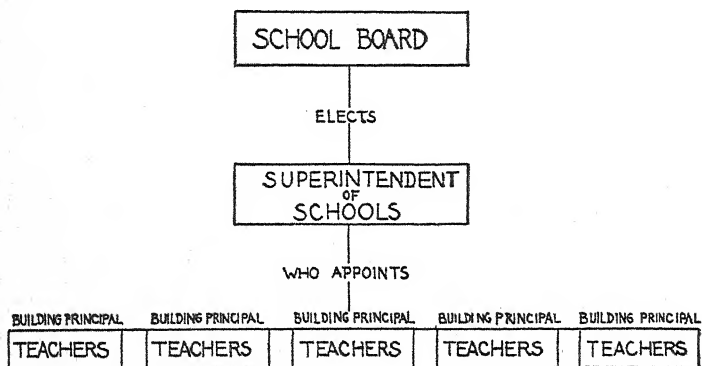 SCHOOL BOARD
ELECTS
SUPERINTENDENT
OF
SCHOOLS
WHO APPOINTS
BUILDING PRINCIPAL BUILDING PRINCIPAL BUILDING PRINCIPAL BUILDING PRINCIPAL BUILDING PRINCIPAL
TEACHERS TEACHERS TEACHERS TEACHERS TEACHERS